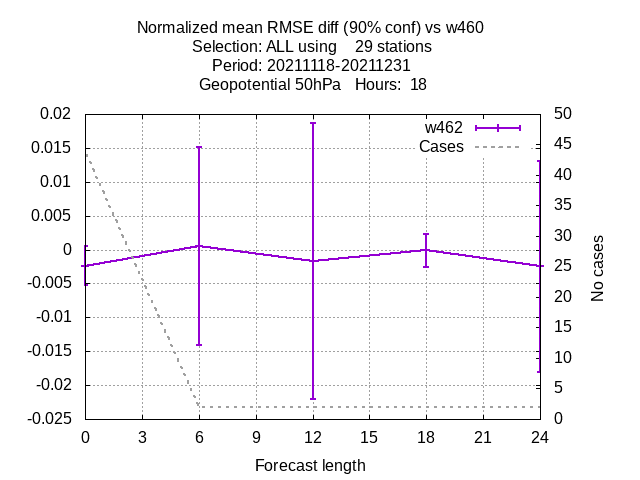 Normalized mean RMSE diff (90% conf) vs w460
Selection: ALL using    29 stations
Period: 20211118-20211231
Geopotential 50hPa   Hours:  18
w462
Cases
0.02
0.015
0.01
0.005
0
-0.005
-0.01
-0.015
-0.02
-0.025
50
45
40
35
30
25
20
15
10
5
0
No cases
0 3 6 9 12 15 18 21 24
Forecast length